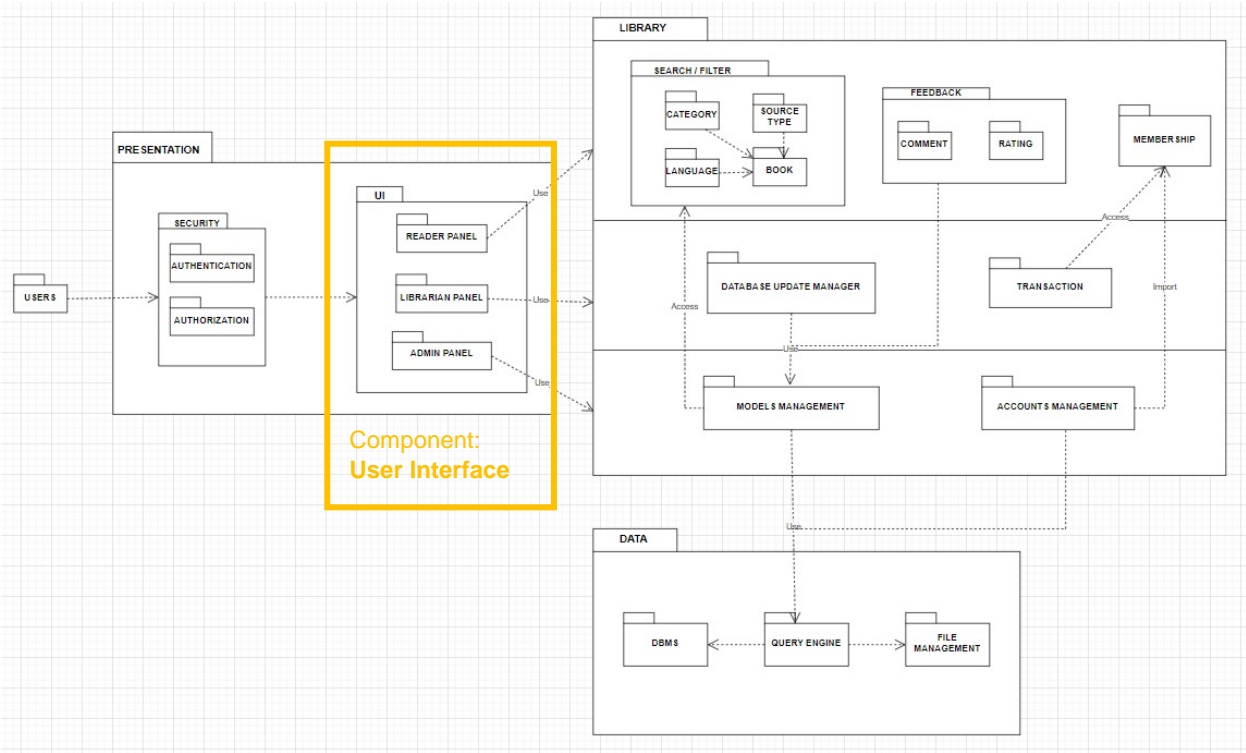 LIBRARY
SEARCH / FILTER
CATEGORY
SOURCE
TYPE
LANGUAGE
BOOK
FEEDBACK
COMMENT
RATING
MEMBERSHIP
PRESENTATION
SECURITY
AUTHENTICATION
AUTHORIZATION
USERS
UI
READER PANEL
LIBRARIAN PANEL
ADMIN PANEL
Use
Use
Use
Component:
User Interface
Access
DATABASE UPDATE MANAGER
TRANSACTION
Access
Import
Use
MODELS MANAGEMENT
ACCOUNTS MANAGEMENT
Use
DATA
DBMS
QUERY ENGINE
FILE
MANAGEMENT